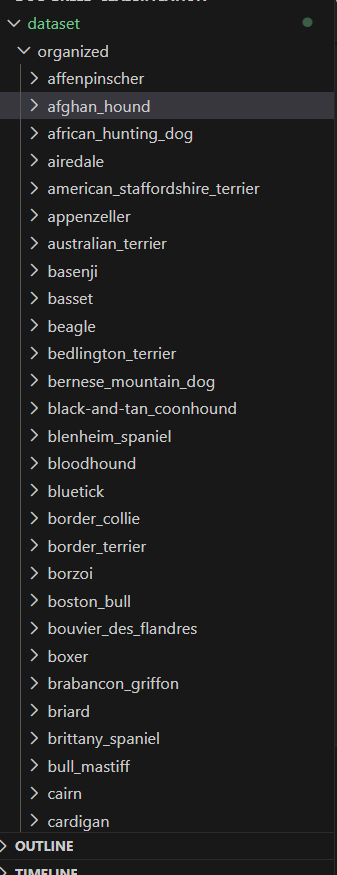 dataset
organized
affenpinscher
afghan_hound
african_hunting_dog
airedale
american_staffordshire_terrier
appenzeller
australian_terrier
basenji
basset
beagle
bedlington_terrier
bernese_mountain_dog
black-and-tan_coonhound
blenheim_spaniel
bloodhound
bluetick
border_collie
border_terrier
borzoi
boston_bull
bouvier_des_flandres
boxer
brabancon_griffon
briard
brittany_spaniel
bull_mastiff
cairn
cardigan
OUTLINE
TIMELINE